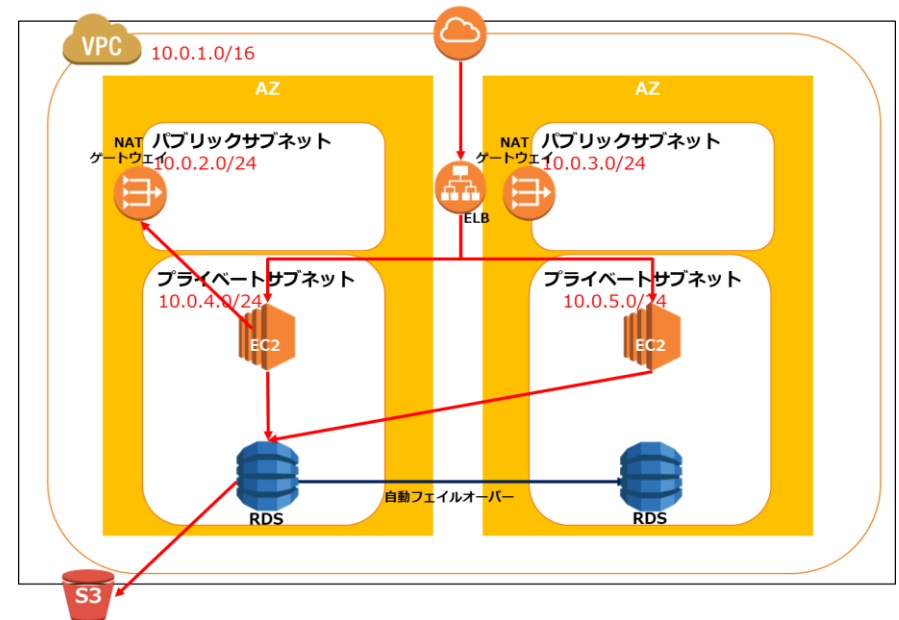 VPC
10.0.1.0/16
AZ
NAT
ゲートウェイ
パブリックサブネット
10.0.2.0/24
ELB
AZ
NAT
ゲートウェイ
パブリックサブネット
10.0.3.0/24
プライベートサブネット
10.0.4.0/24
EC2
プライベートサブネット
10.0.5.0/24
EC2
自動フェイルオーバー
RDS
RDS
S3